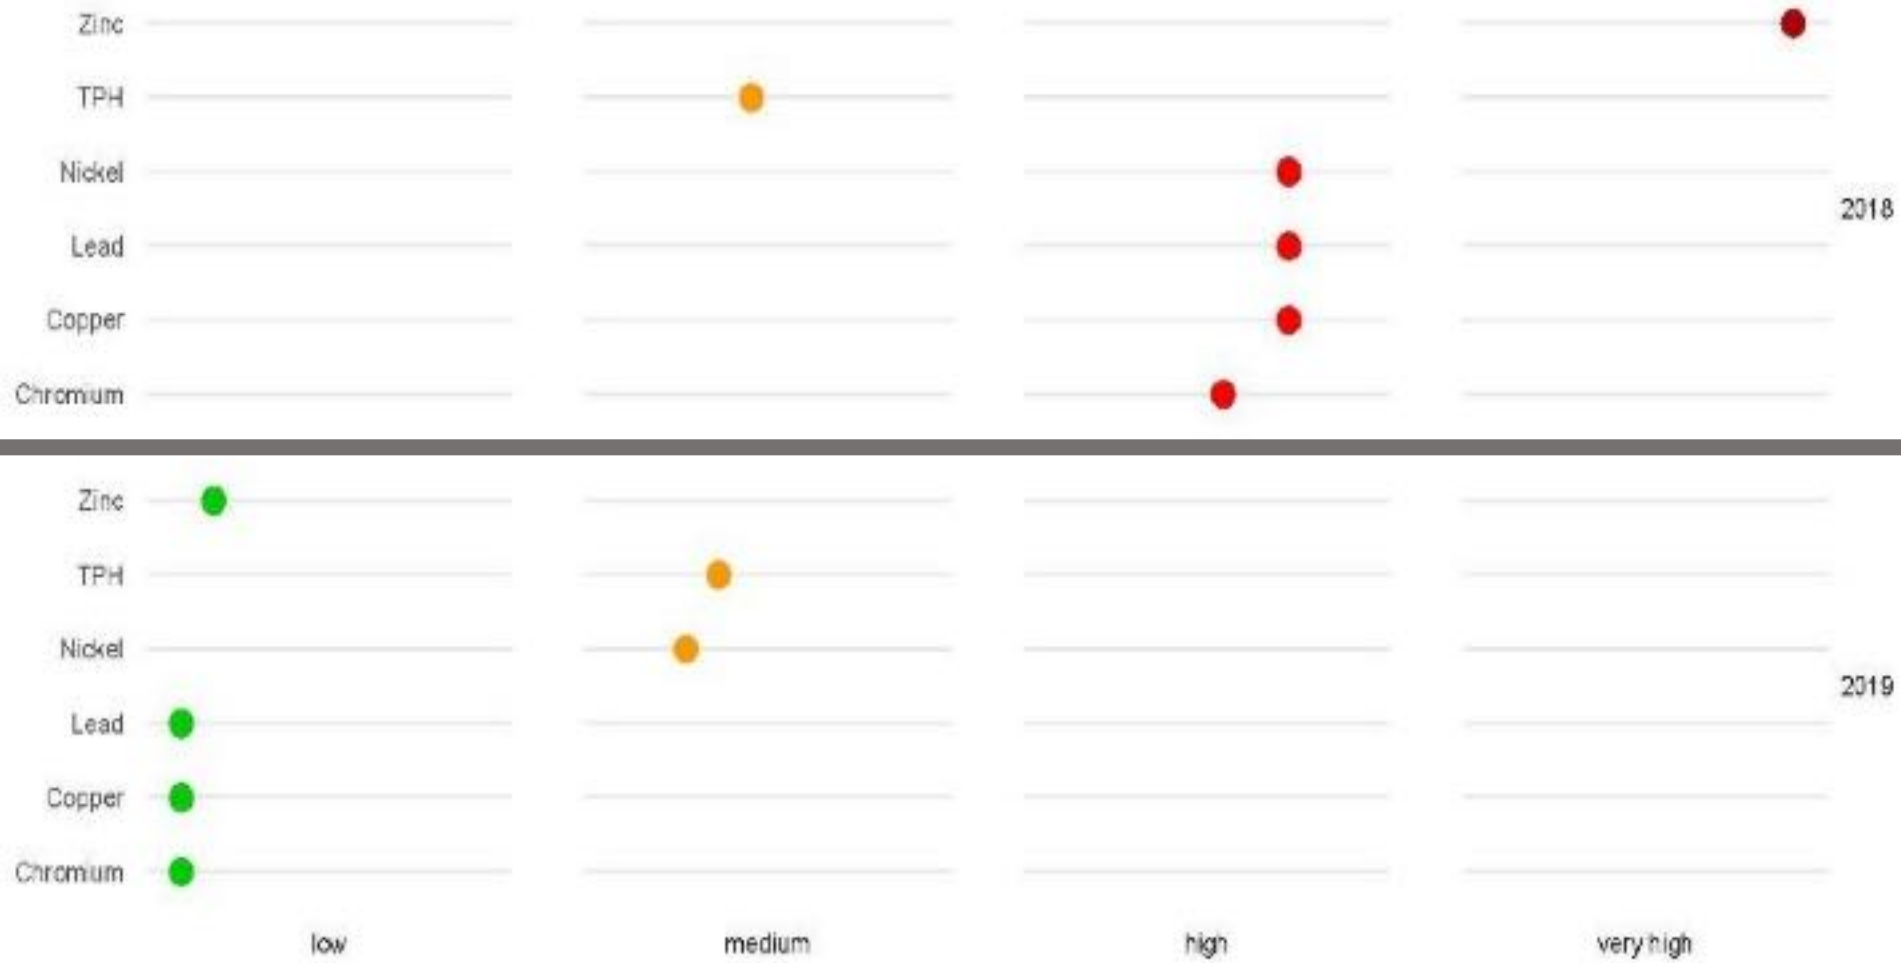 Zinc
TPH
Nickel
2018
Lead
Copper
Chromium
Zinc
TPH
Nickel
2019
Lead
Copper
Chromium
low medium high very high